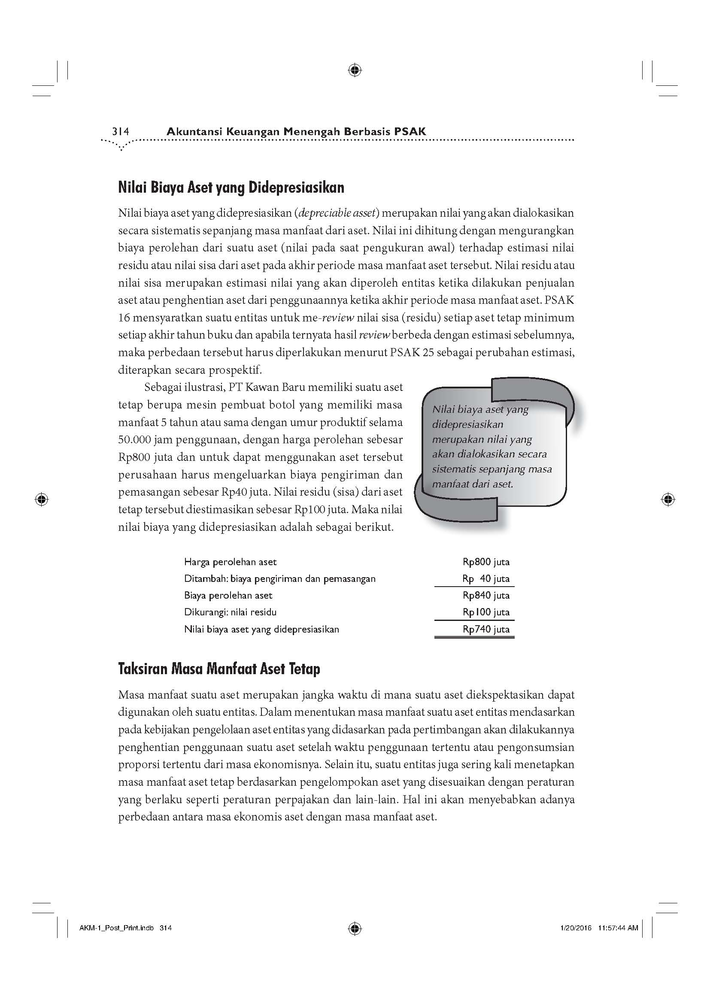 314 Akuntansi Keuangan Menengah Berbasis PSAK
Nilai Biaya Aset yang Didepresiasikan
Nilai biaya aset yang didepresiasikan (depreciable asset) merupakan nilai yang akan dialokasikan
secara sistematis sepanjang masa manfaat dari aset. Nilai ini dihitung dengan mengurangkan
biaya perolehan dari suatu aset (nilai pada saat pengukuran awal) terhadap estimasi nilai
residu atau nilai sisa dari aset pada akhir periode masa manfaat aset tersebut. Nilai residu atau
nilai sisa merupakan estimasi nilai yang akan diperoleh entitas ketika dilakukan penjualan
aset atau penghentian aset dari penggunaannya ketika akhir periode masa manfaat aset. PSAK
16 mensyaratkan suatu entitas untuk me-review nilai sisa (residu) setiap aset tetap minimum
setiap akhir tahun buku dan apabila ternyata hasil review berbeda dengan estimasi sebelumnya,
maka perbedaan tersebut harus diperlakukan menurut PSAK 25 sebagai perubahan estimasi,
diterapkan secara prospektif.
Sebagai ilustrasi, PT Kawan Baru memiliki suatu aset
tetap berupa mesin pembuat botol yang memiliki masa
manfaat 5 tahun atau sama dengan umur produktif selama
50.000 jam penggunaan, dengan harga perolehan sebesar
Rp800 juta dan untuk dapat menggunakan aset tersebut
perusahaan harus mengeluarkan biaya pengiriman dan
pemasangan sebesar Rp40 juta. Nilai residu (sisa) dari aset
tetap tersebut diestimasikan sebesar Rp100 juta. Maka nilai
nilai biaya yang didepresiasikan adalah sebagai berikut.
Nilai biaya aset yang
didepresiasikan
merupakan nilai yang
akan dialokasikan secara
sistematis sepanjang masa
manfaat dari aset.
Harga perolehan aset Rp800 juta
Ditambah: biaya pengiriman dan pemasangan Rp 40 juta
Biaya perolehan aset Rp840 juta
Dikurangi: nilai residu Rp100 juta
Nilai biaya aset yang didepresiasikan Rp740 juta
Taksiran Masa Manfaat Aset Tetap
Masa manfaat suatu aset merupakan jangka waktu di mana suatu aset diekspektasikan dapat
digunakan oleh suatu entitas. Dalam menentukan masa manfaat suatu aset entitas mendasarkan
pada kebijakan pengelolaan aset entitas yang didasarkan pada pertimbangan akan dilakukannya
penghentian penggunaan suatu aset setelah waktu penggunaan tertentu atau pengonsumsian
proporsi tertentu dari masa ekonomisnya. Selain itu, suatu entitas juga sering kali menetapkan
masa manfaat aset tetap berdasarkan pengelompokan aset yang disesuaikan dengan peraturan
yang berlaku seperti peraturan perpajakan dan lain-lain. Hal ini akan menyebabkan adanya
perbedaan antara masa ekonomis aset dengan masa manfaat aset.
AKM-1_Post_Print.indb 314 1/20/2016 11:57:44 AM